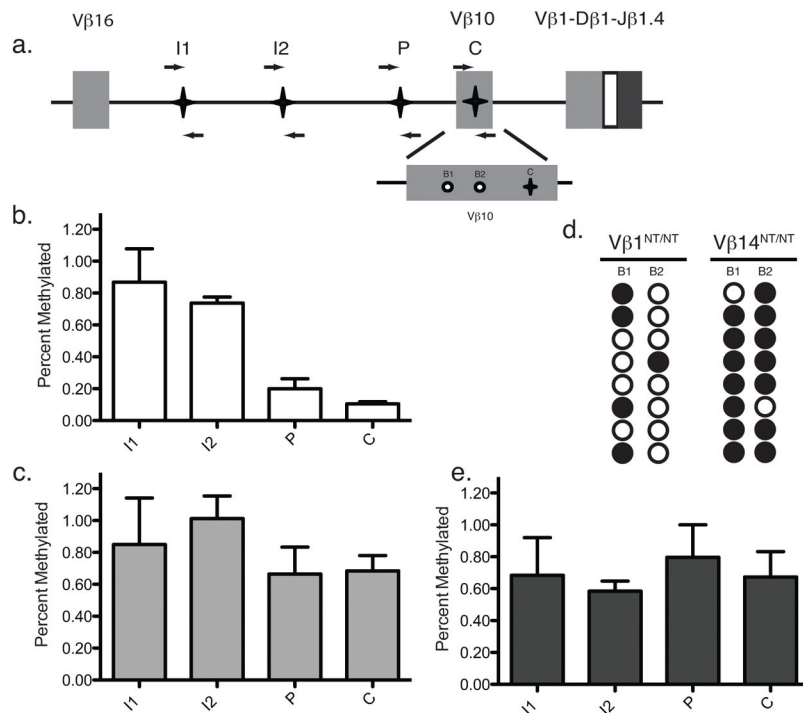 Vβ16
Vβ10
Vβ1-Dβ1-Jβ1.4
a.
I1
I2
P
C
B1
B2
C
Vβ10
b.
Percent Methylated
1.20
1.00
0.80
0.60
0.40
0.20
0.00
I1
I2
P
C
d.
Vβ1NT/NT
Vβ14NT/NT
B1
B2
B1
B2
c.
Percent Methylated
1.20
1.00
0.80
0.60
0.40
0.20
0.00
I1
I2
P
C
e.
Percent Methylated
1.20
1.00
0.80
0.60
0.40
0.20
0.00
I1
I2
P
C